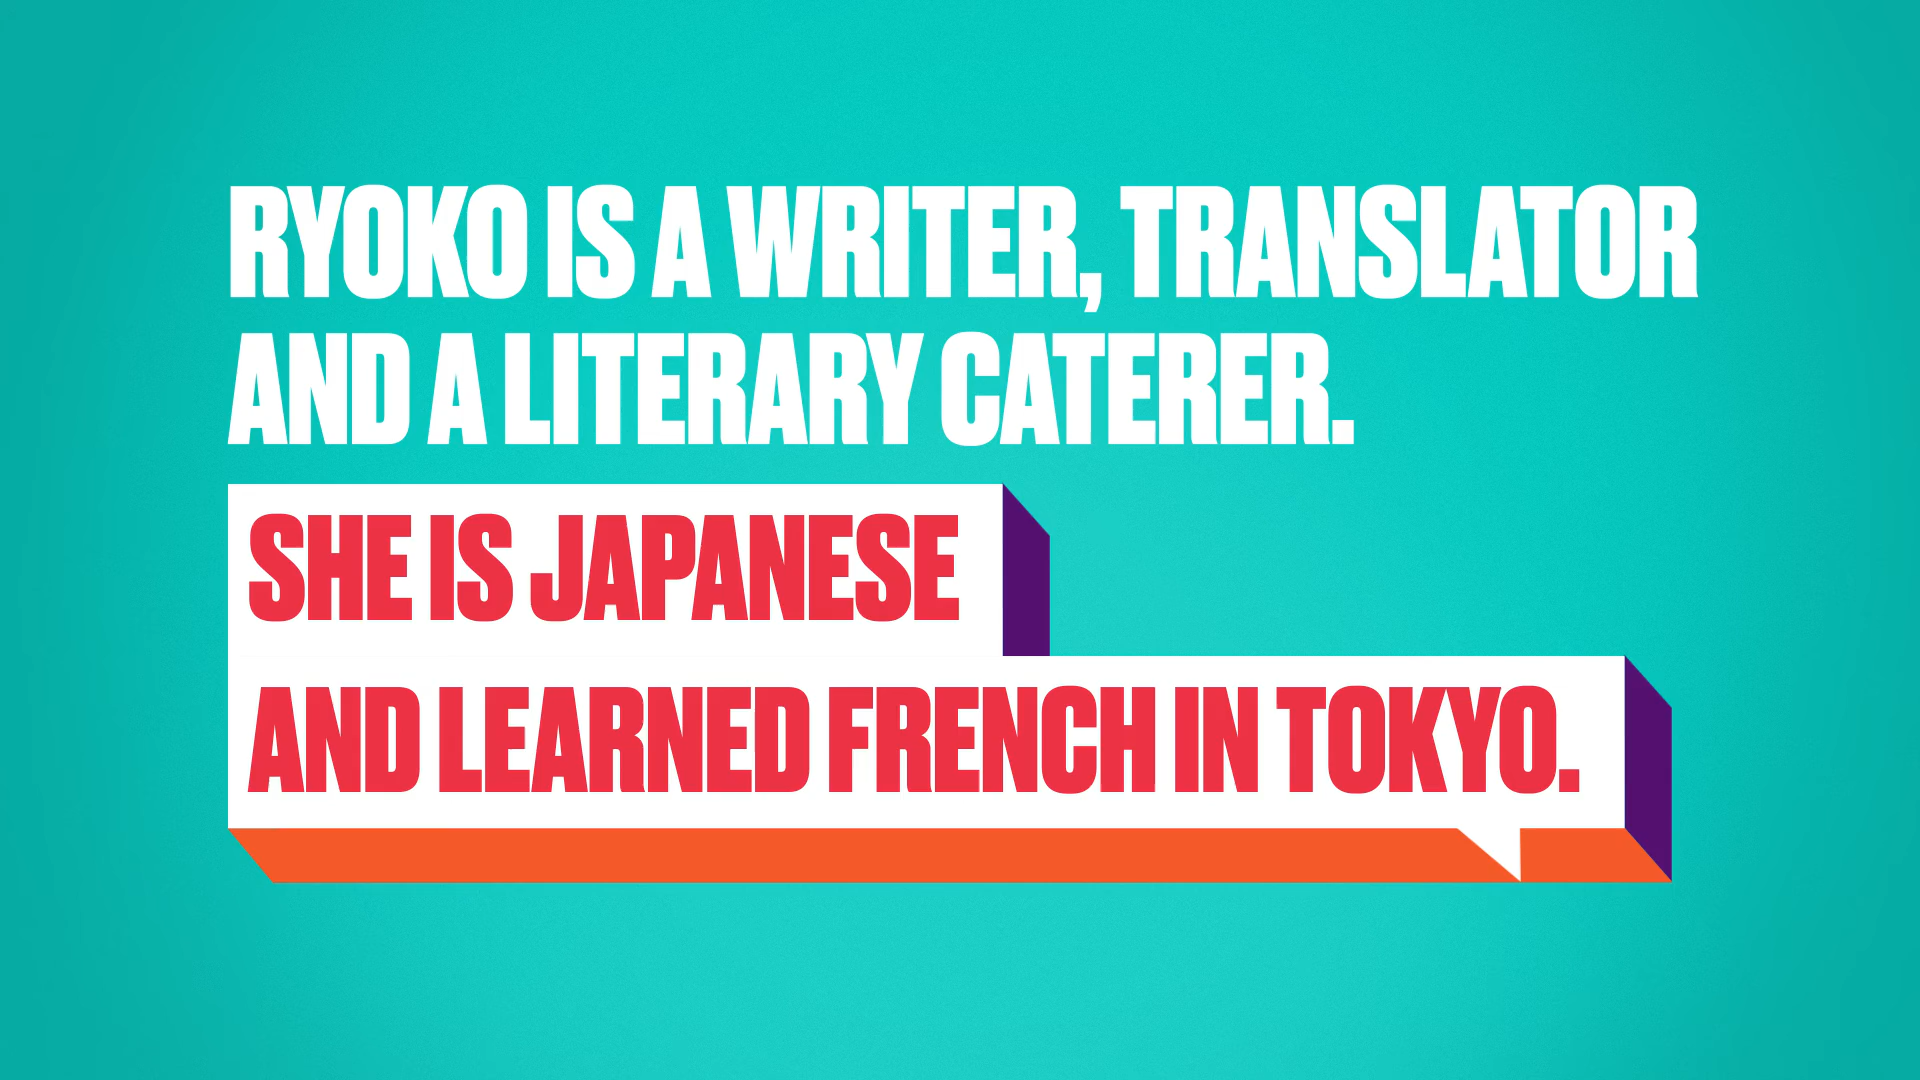 RYOKO IS A WRITER, TRANSLATOR
AND A LITERARY CATERER.
SHE IS JAPANESE
AND LEARNED FRENCH IN TOKYO.